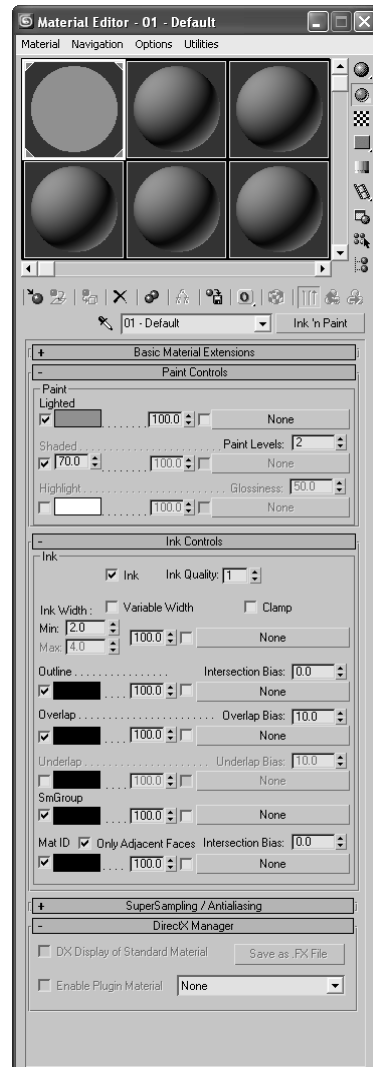 Material Editor - 01 - Default
Material Navigation Options Utilities
01 - Default Ink 'n Paint
+ Basic Material Extensions
- Paint Controls
Paint
Lighted
100.0 None
Shaded Paint Levels: 2
70.0 100.0 None
Highlight Glossiness: 50.0
100.0 None
- Ink Controls
Ink
Ink Ink Quality: 1
Ink Width : Variable Width Clamp
Min: 2.0
Max: 4.0 100.0 None
Outline Intersection Bias: 0.0
100.0 None
Overlap Overlap Bias: 10.0
100.0 None
Underlap Underlap Bias: 10.0
100.0 None
SmGroup
100.0 None
Mat ID Only Adjacent Faces Intersection Bias: 0.0
100.0 None
+ SuperSampling / Antialiasing
- DirectX Manager
DX Display of Standard Material Save as .FX File
Enable Plugin Material None